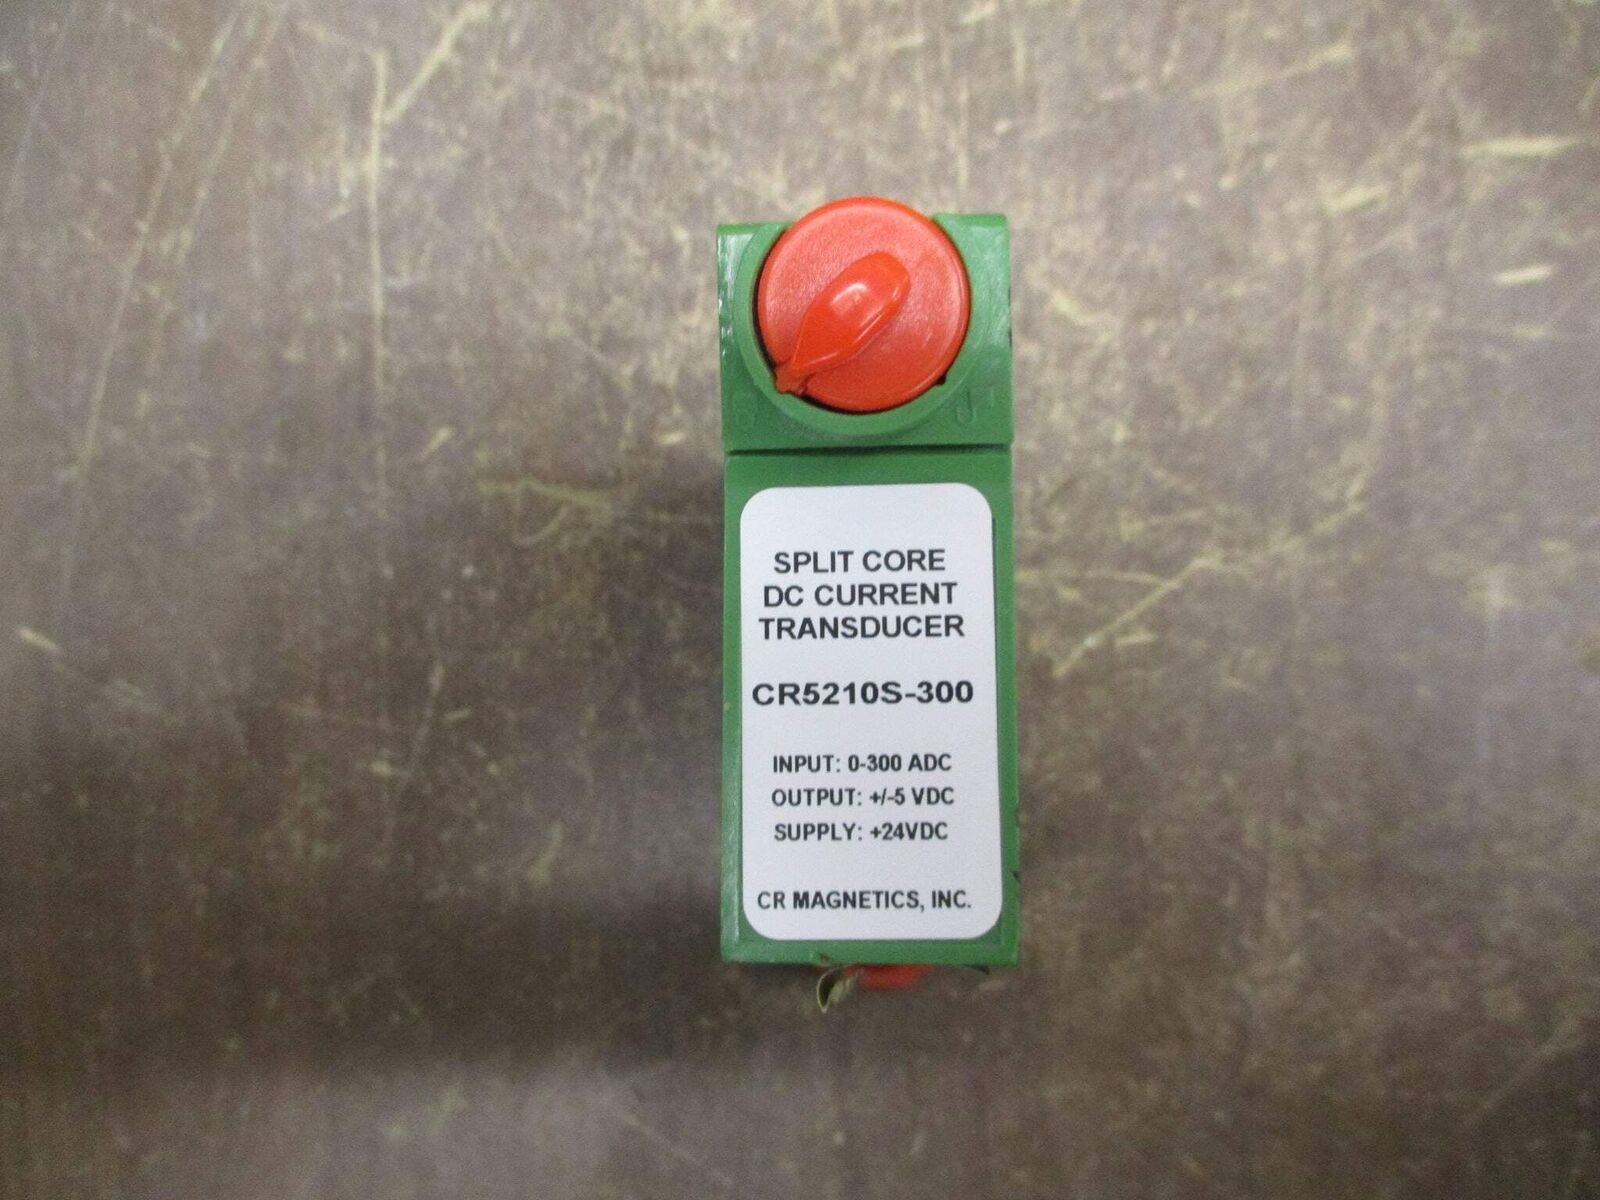 SPLIT CORE
DC CURRENT
TRANSDUCER
CR5210S-300
INPUT: 0-300 ADC
OUTPUT: +/-5 VDC
SUPPLY: +24VDC
CR MAGNETICS, INC.